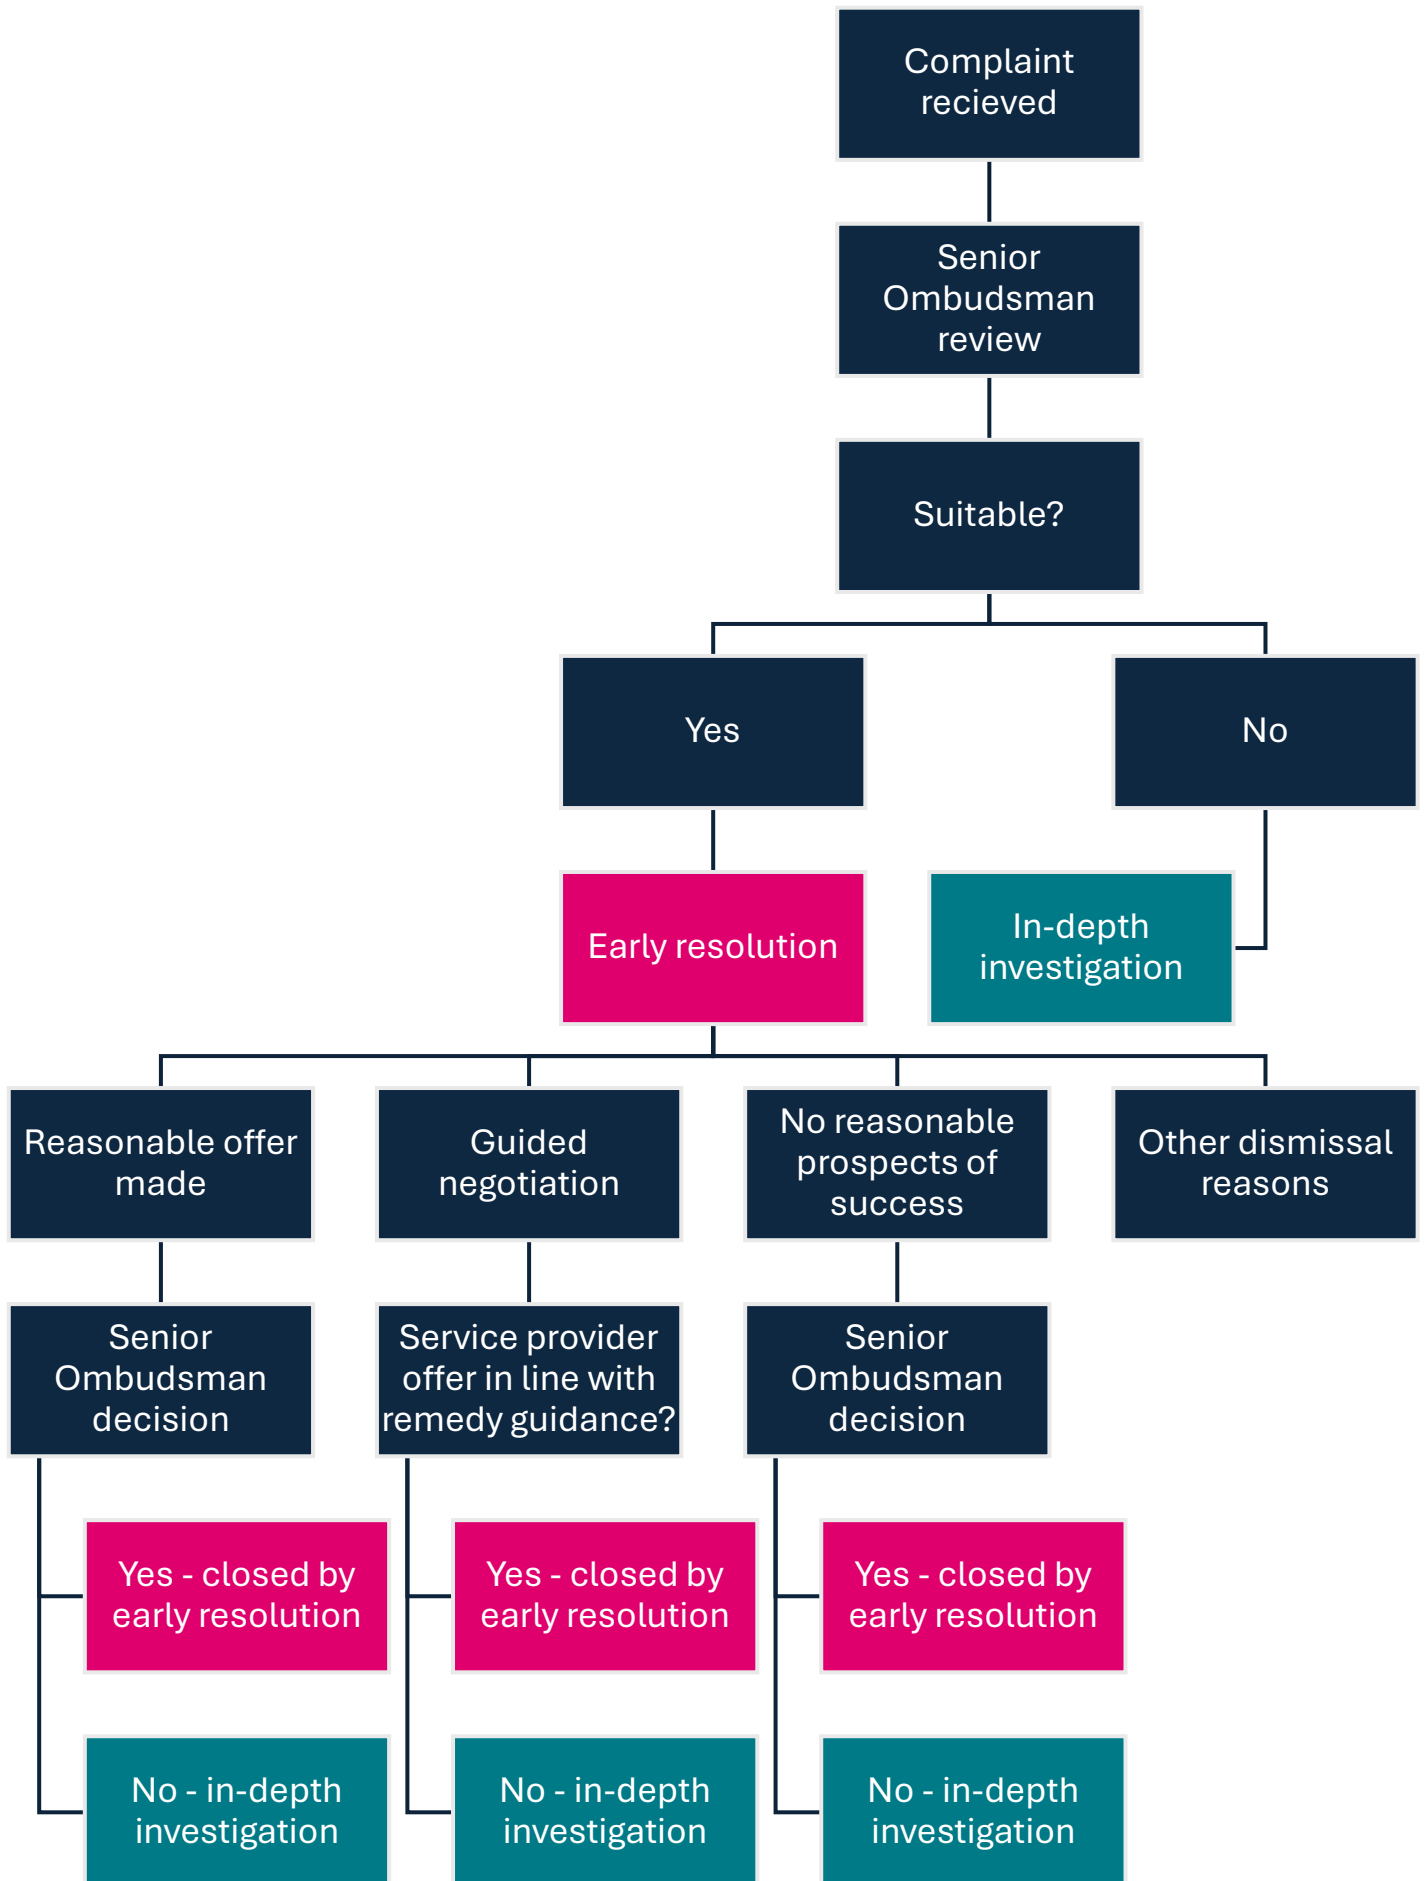 Complaint
recieved
Senior
Ombudsman
review
Suitable?
Yes
No
Early resolution
In-depth
investigation
Reasonable offer
made
Guided
negotiation
No reasonable
prospects of
success
Other dismissal
reasons
Senior
Ombudsman
decision
Service provider
offer in line with
remedy guidance?
Senior
Ombudsman
decision
Yes - closed by
early resolution
Yes - closed by
early resolution
Yes - closed by
early resolution
No - in-depth
investigation
No - in-depth
investigation
No - in-depth
investigation